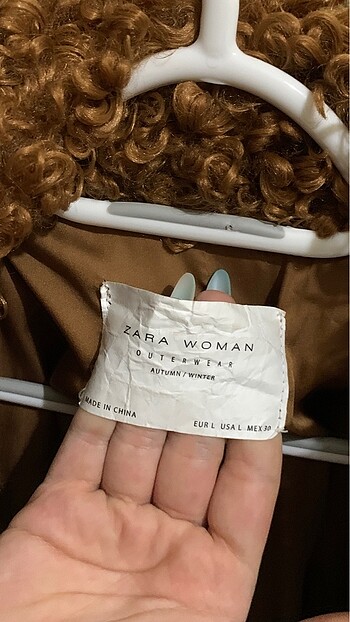 ZARA WOMAN
OUTERWEAR
AUTUMN / WINTER
MADE IN CHINA
EUR L USA L MEX 30